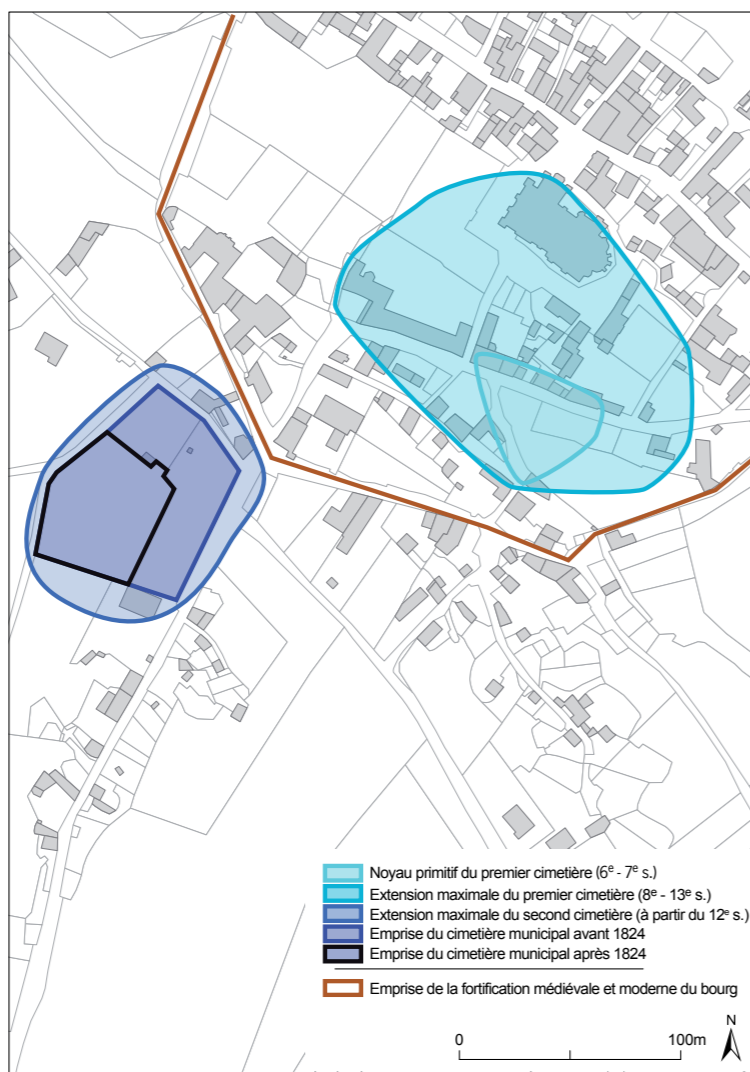 Noyau primitif du premier cimetière (6e - 7e s.)
Extension maximale du premier cimetière (8e - 13e s.)
Extension maximale du second cimetière (à partir du 12e s.)
Emprise du cimetière municipal avant 1824
Emprise du cimetière municipal après 1824
Emprise de la fortification médiévale et moderne du bourg
N
0 100m